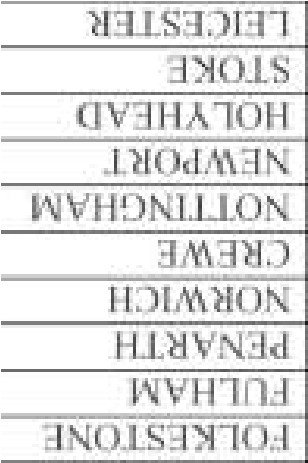 FOLKESTONE
FULHAM
PENARTH
NORWICH
CREWE
NOTTINGHAM
NEWPORT
HOLYHEAD
STOKE
LEICESTER